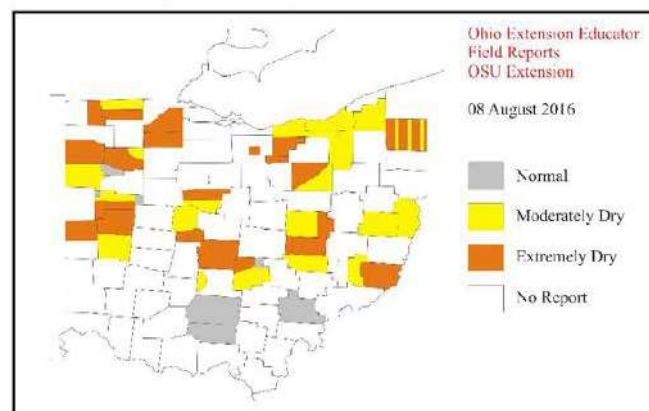 Ohio Extension Educator
Field Reports
OSU Extension
08 August 2016
Normal
Moderately Dry
Extremely Dry
No Report